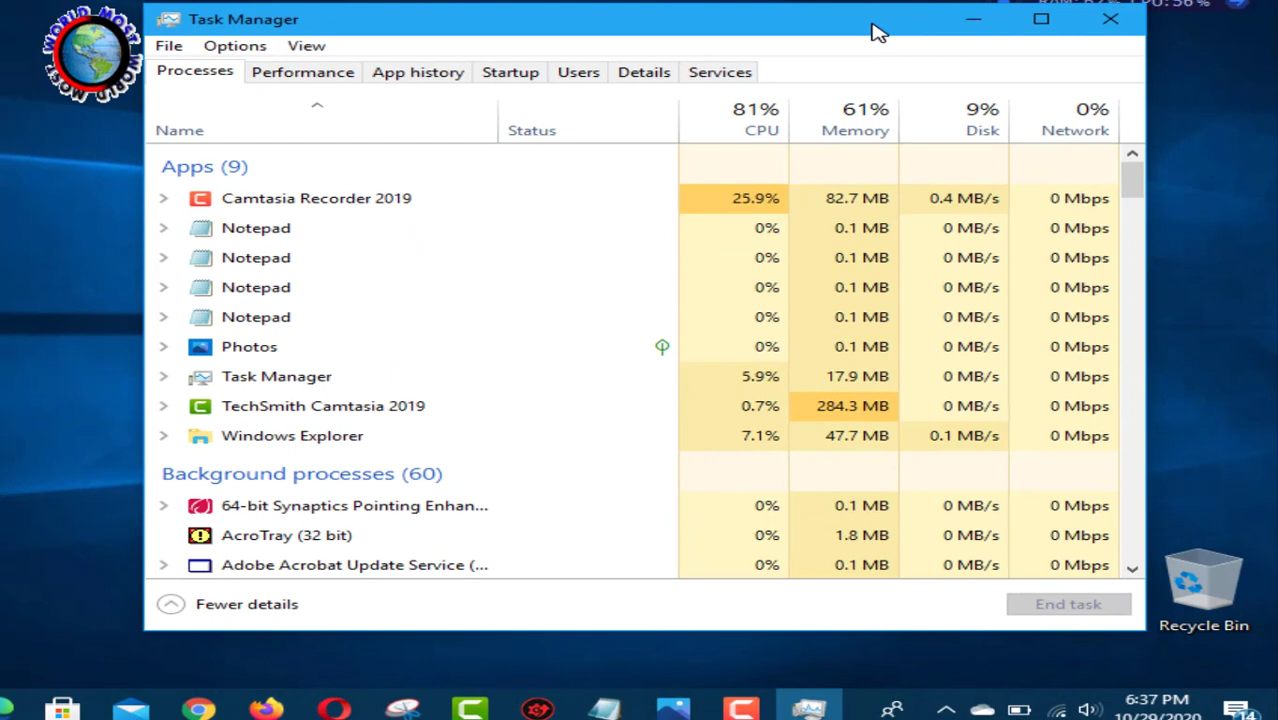 WORLD MOST
WORLD MOST
Task Manager
File Options View
Processes Performance App history Startup Users Details Services
81% 61% 9% 0%
Name Status CPU Memory Disk Network
Apps (9)
Camtasia Recorder 2019 25.9% 82.7 MB 0.4 MB/s 0 Mbps
Notepad 0% 0.1 MB 0 MB/s 0 Mbps
Notepad 0% 0.1 MB 0 MB/s 0 Mbps
Notepad 0% 0.1 MB 0 MB/s 0 Mbps
Notepad 0% 0.1 MB 0 MB/s 0 Mbps
Photos 0% 0.1 MB 0 MB/s 0 Mbps
Task Manager 5.9% 17.9 MB 0 MB/s 0 Mbps
TechSmith Camtasia 2019 0.7% 284.3 MB 0 MB/s 0 Mbps
Windows Explorer 7.1% 47.7 MB 0.1 MB/s 0 Mbps
Background processes (60)
64-bit Synaptics Pointing Enhan... 0% 0.1 MB 0 MB/s 0 Mbps
AcroTray (32 bit) 0% 1.8 MB 0 MB/s 0 Mbps
Adobe Acrobat Update Service (... 0% 0.1 MB 0 MB/s 0 Mbps
Fewer details End task
Recycle Bin
6:37 PM
10/29/2020
14